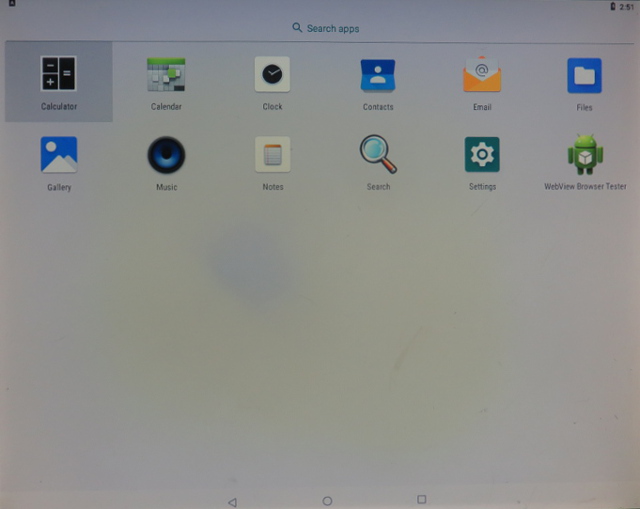 2:51
Search apps
Calculator
Calendar
Clock
Contacts
Email
Files
Gallery
Music
Notes
Search
Settings
WebView Browser Tester